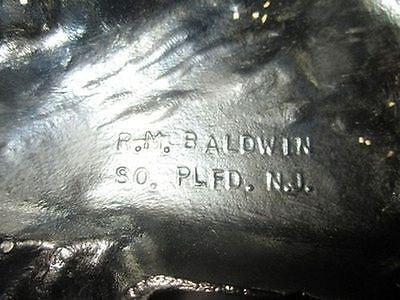 R.M. BALDWIN
SO. PLFD. N.J.